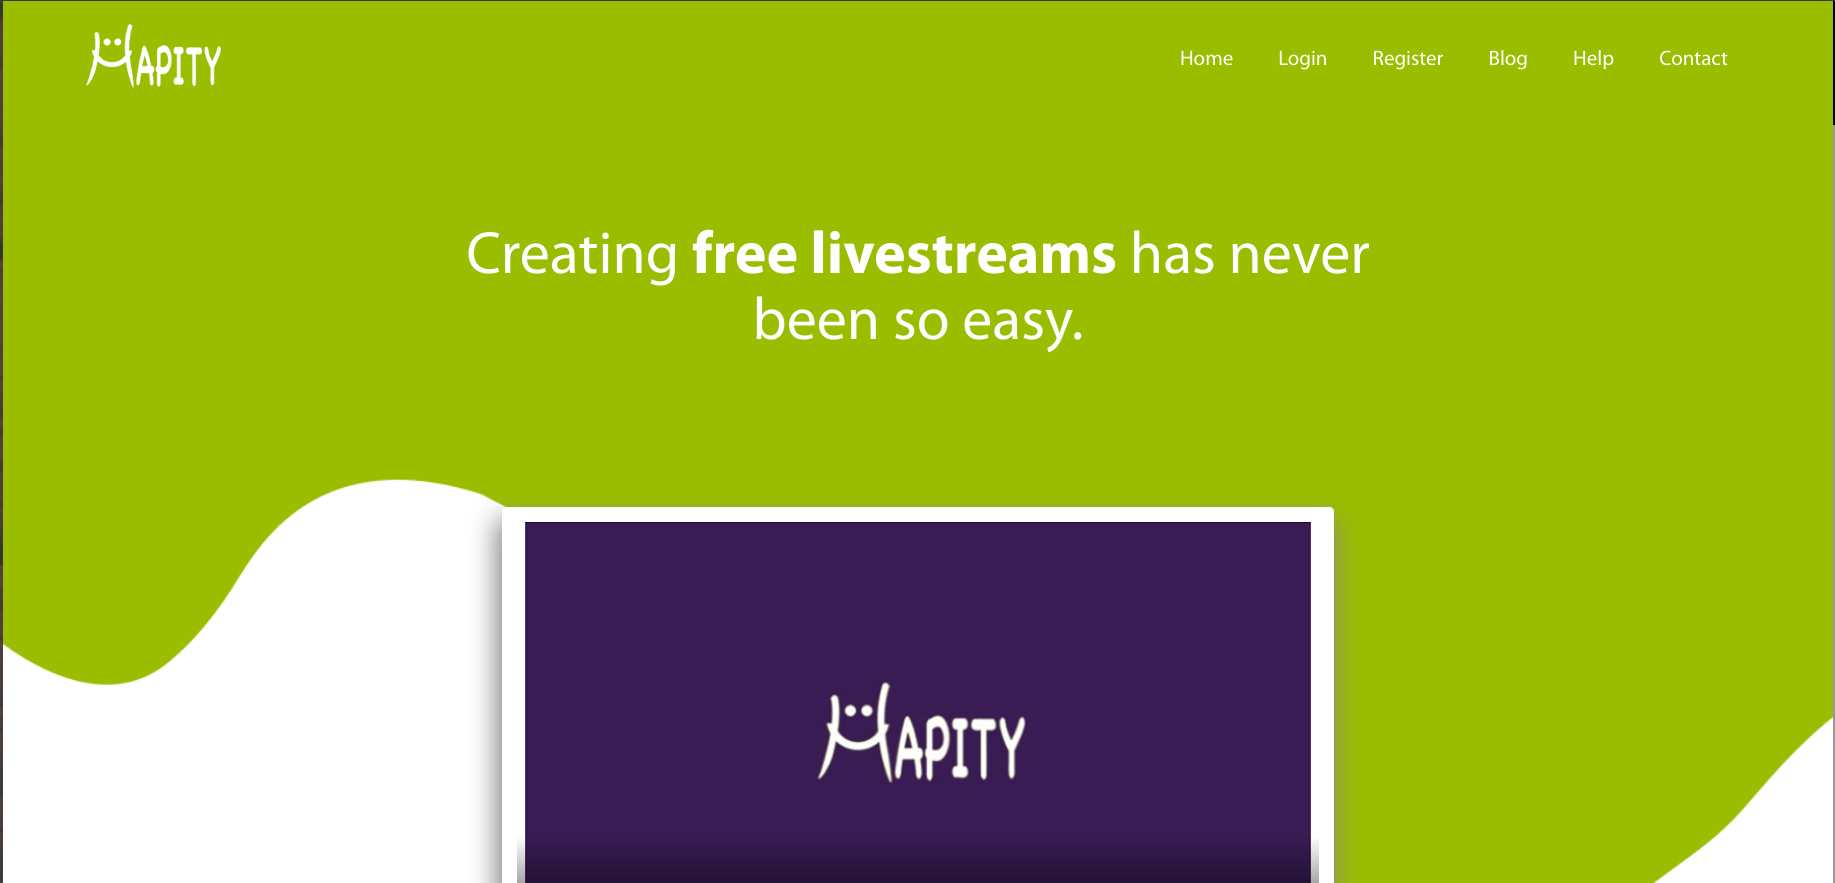 HAPITY
Home Login Register Blog Help Contact
Creating free livestreams has never
been so easy.
HAPITY